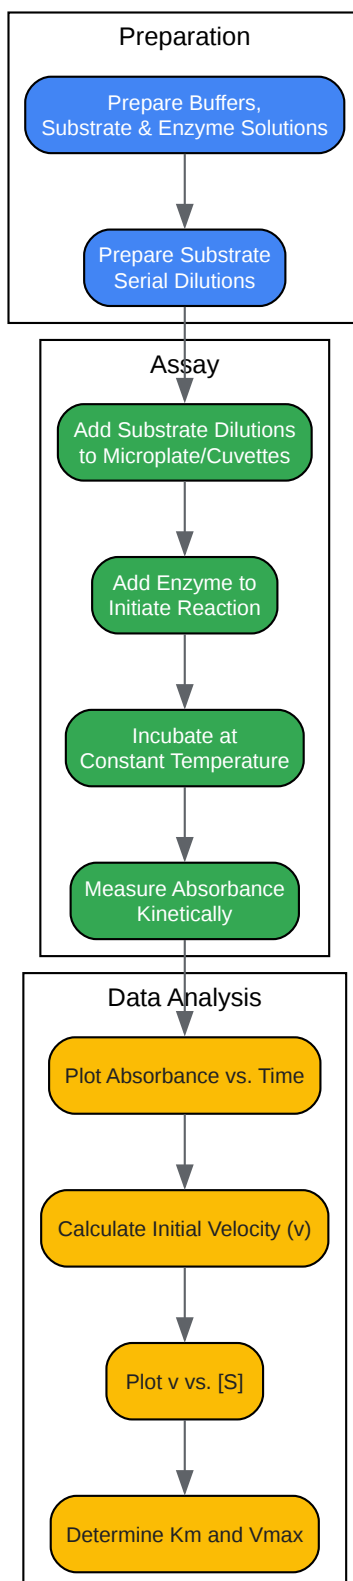 Preparation
Prepare Buffers,
Substrate & Enzyme Solutions
Prepare Substrate
Serial Dilutions
Assay
Add Substrate Dilutions
to Microplate/Cuvettes
Add Enzyme to
Initiate Reaction
Incubate at
Constant Temperature
Measure Absorbance
Kinetically
Data Analysis
Plot Absorbance vs. Time
Calculate Initial Velocity (v)
Plot v vs. [S]
Determine Km and Vmax